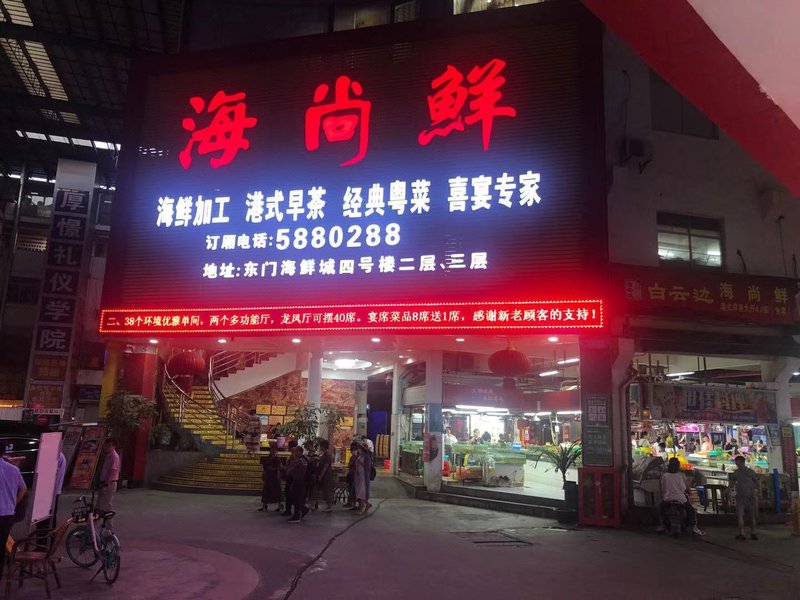 海尚鲜
海鲜加工 港式早茶 经典粤菜 喜宴专家
订厢电话:5880288
地址:东门海鲜城四号楼二层、三层
二、38个环境优雅单间，两个多功能厅，龙凤厅可摆40席。宴席菜品8席送1席，感谢新老顾客的支持！
厚憬礼仪学院
白云边 海尚鲜